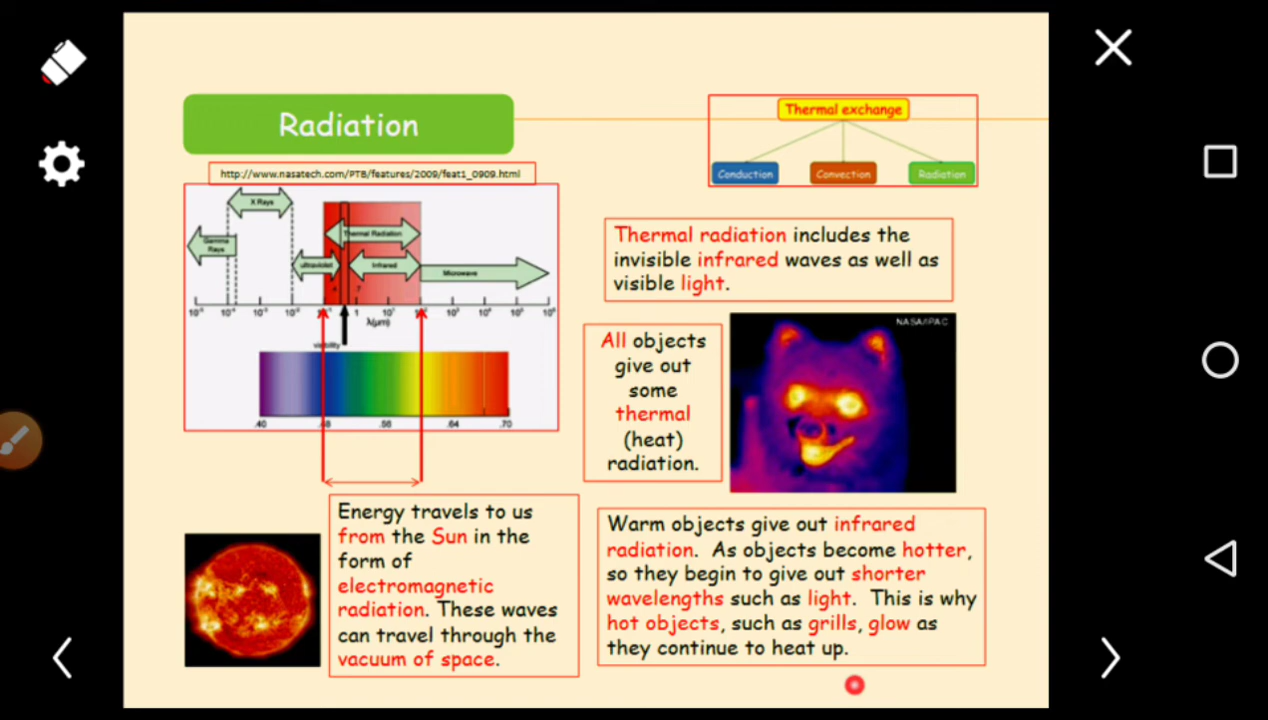 Radiation
Thermal exchange
Conduction
Convection
Radiation
http://www.nasatech.com/PTB/features/2009/feat1_0909.html
X Rays
Gamma
Rays
Thermal Radiation
ultraviolet
Infrared
Microwave
1
λ(μm)
.40
.56
.64
.70
Thermal radiation includes the
invisible infrared waves as well as
visible light.
All objects
give out
some
thermal
(heat)
radiation.
NASA/IPAC
Energy travels to us
from the Sun in the
form of
electromagnetic
radiation. These waves
can travel through the
vacuum of space.
Warm objects give out infrared
radiation. As objects become hotter,
so they begin to give out shorter
wavelengths such as light. This is why
hot objects, such as grills, glow as
they continue to heat up.